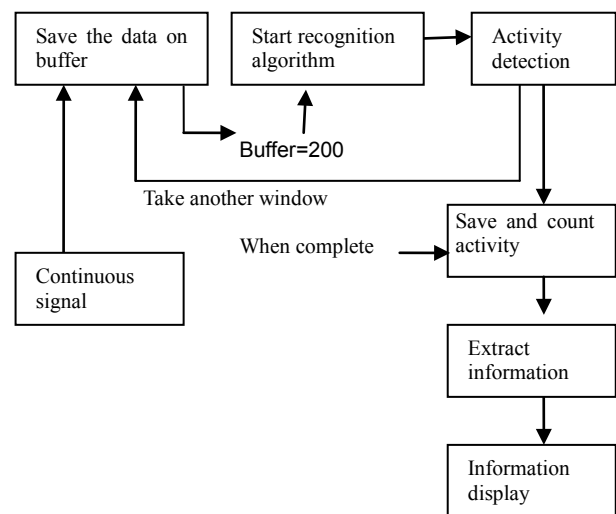 Save the data on
buffer
Start recognition
algorithm
Activity
detection
Buffer=200
Take another window
Save and count
activity
When complete
Continuous
signal
Extract
information
Information
display